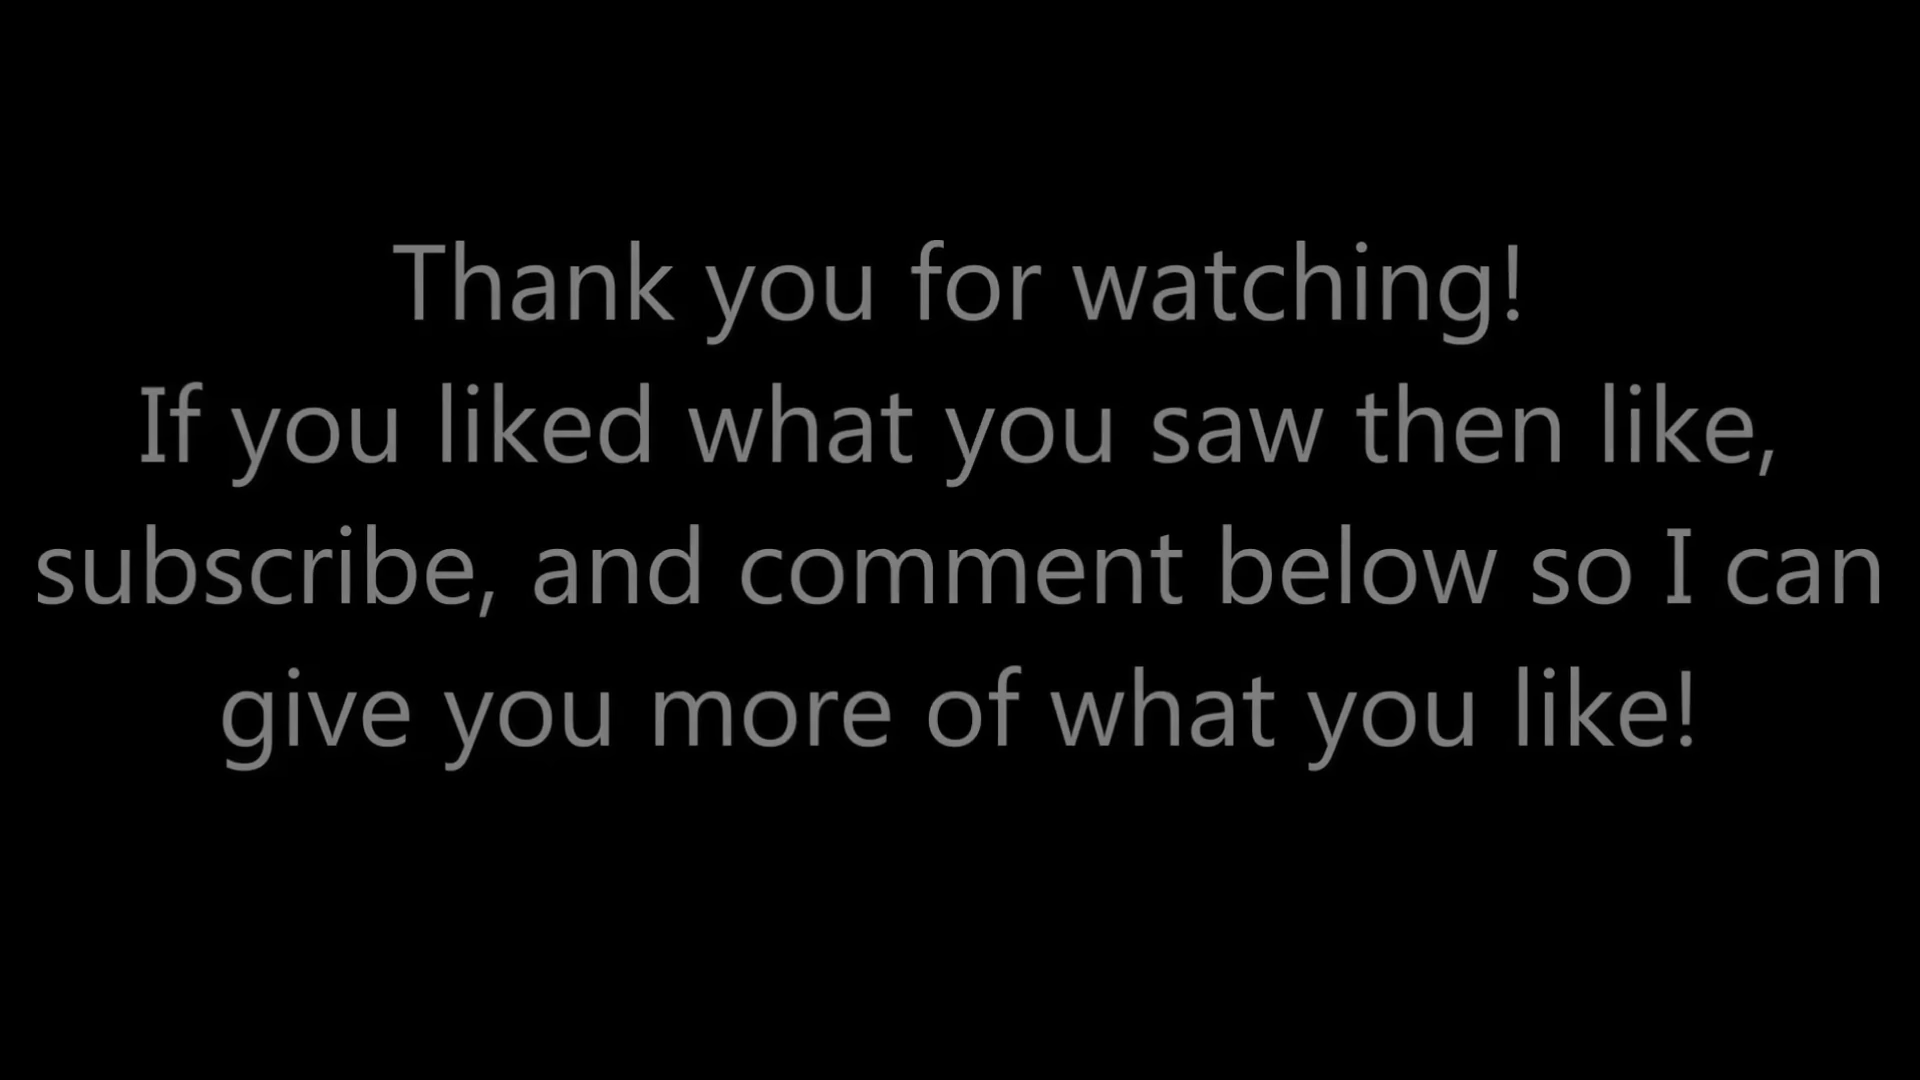 Thank you for watching!
If you liked what you saw then like,
subscribe, and comment below so I can
give you more of what you like!